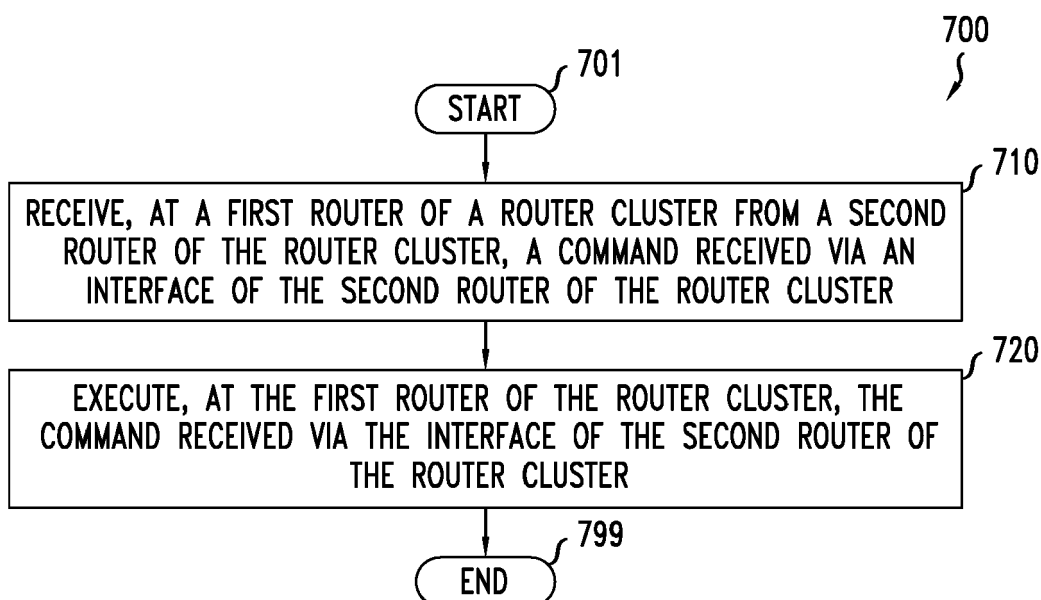 700
701
START
710
RECEIVE, AT A FIRST ROUTER OF A ROUTER CLUSTER FROM A SECOND
ROUTER OF THE ROUTER CLUSTER, A COMMAND RECEIVED VIA AN
INTERFACE OF THE SECOND ROUTER OF THE ROUTER CLUSTER
720
EXECUTE, AT THE FIRST ROUTER OF THE ROUTER CLUSTER, THE
COMMAND RECEIVED VIA THE INTERFACE OF THE SECOND ROUTER OF
THE ROUTER CLUSTER
799
END